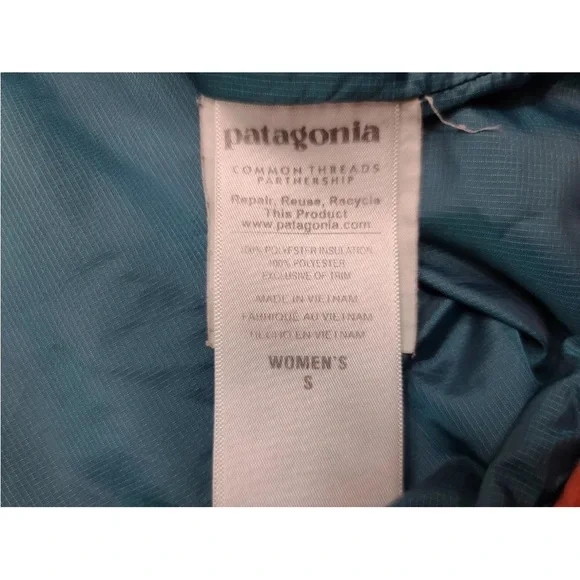 patagonia
COMMON THREADS
PARTNERSHIP
Repair, Reuse, Recycle
This Product
www.patagonia.com
100% POLYESTER INSULATION
100% POLYESTER
EXCLUSIVE OF TRIM
MADE IN VIETNAM
FABRIQUE AU VIETNAM
HECHO EN VIETNAM
WOMEN'S
S